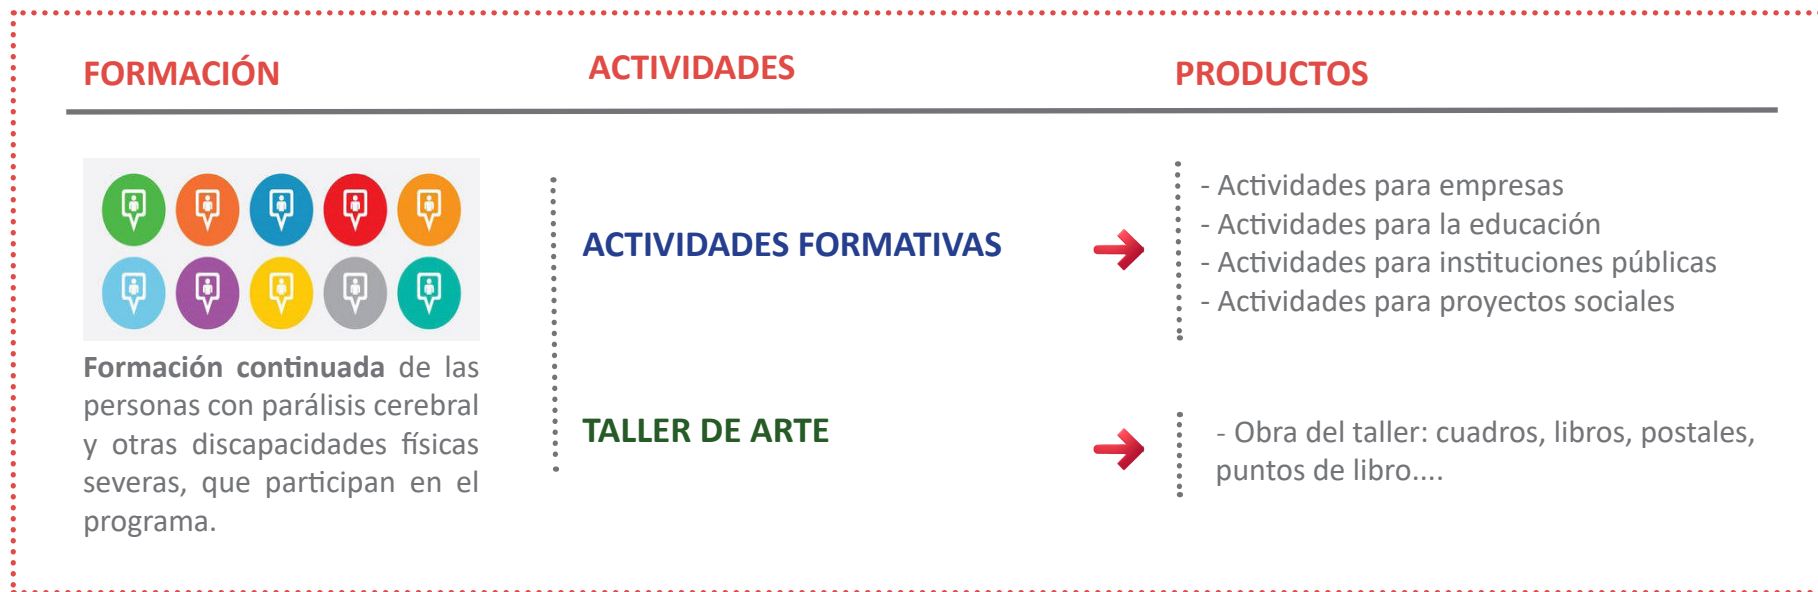 FORMACIÓN
ACTIVIDADES
PRODUCTOS
Formación continuada de las
personas con parálisis cerebral
y otras discapacidades físicas
severas, que participan en el
programa.
ACTIVIDADES FORMATIVAS
- Actividades para empresas
- Actividades para la educación
- Actividades para instituciones públicas
- Actividades para proyectos sociales
TALLER DE ARTE
- Obra del taller: cuadros, libros, postales,
puntos de libro....